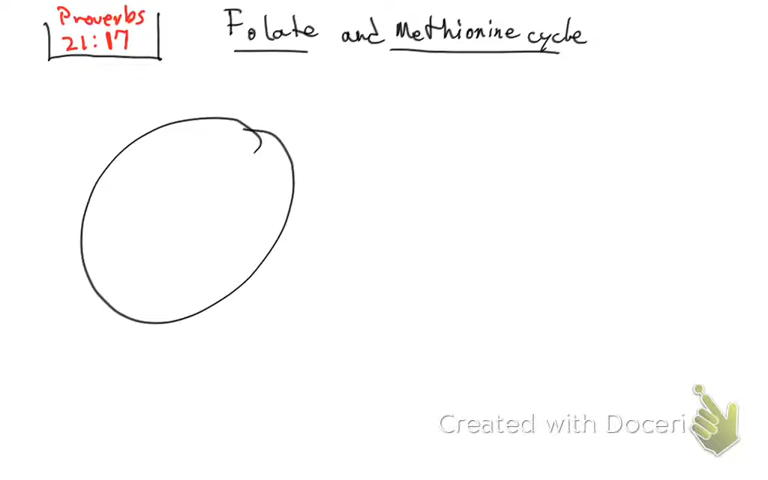 Proverbs
21:17
Folate and Methionine cycle
Created with Doceri